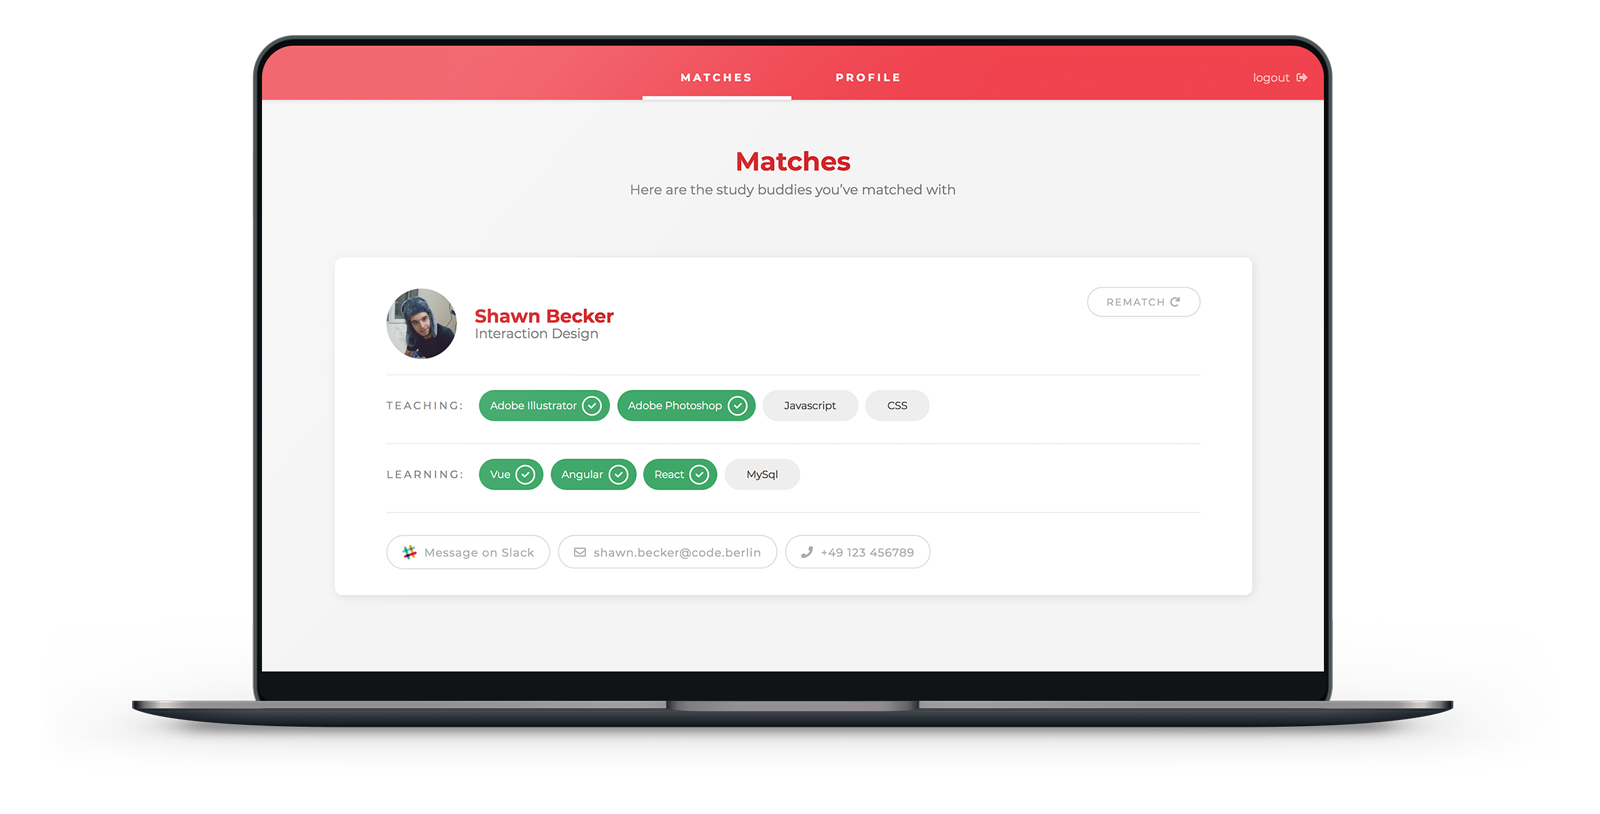 MATCHES PROFILE logout
Matches
Here are the study buddies you've matched with
Shawn Becker
Interaction Design
REMATCH
TEACHING: Adobe Illustrator Adobe Photoshop Javascript CSS
LEARNING: Vue Angular React MySql
Message on Slack shawn.becker@code.berlin +49 123 456789